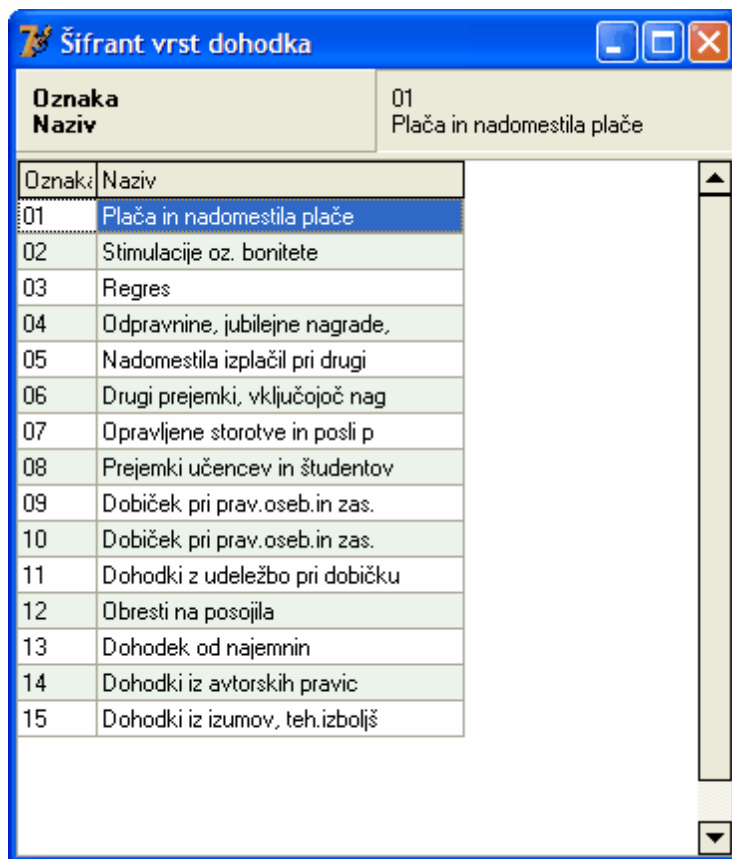 Šifrant vrst dohodka
Oznaka 01
Naziv Plača in nadomestila plače
Oznaka Naziv
01 Plača in nadomestila plače
02 Stimulacije oz. bonitete
03 Regres
04 Odpravnine, jubilejne nagrade,
05 Nadomestila izplačil pri drugi
06 Drugi prejemki, vključojoč nag
07 Opravljene storotve in posli p
08 Prejemki učencev in študentov
09 Dobiček pri prav.oseb.in zas.
10 Dobiček pri prav.oseb.in zas.
11 Dohodki z udeležbo pri dobičku
12 Obresti na posojila
13 Dohodek od najemnin
14 Dohodki iz avtorskih pravic
15 Dohodki iz izumov, teh.izboljš